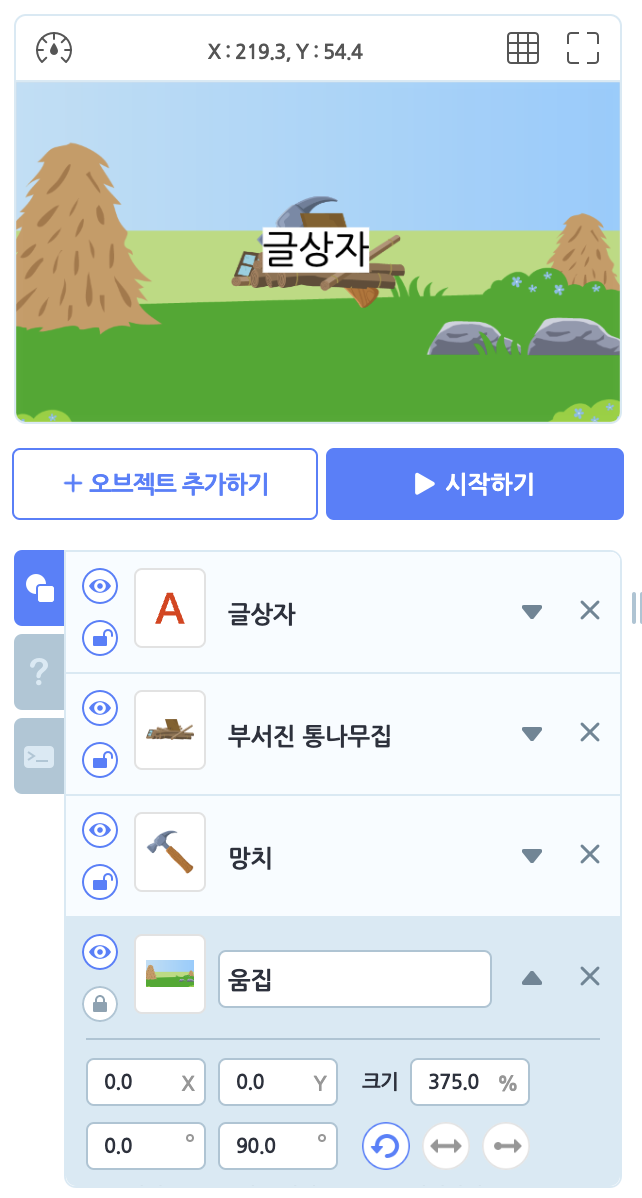 X : 219.3, Y : 54.4
글상자
+ 오브젝트 추가하기
시작하기
A
글상자
?
부서진 통나무집
>_
망치
움집
0.0 X
0.0 Y
크기 375.0 %
0.0 °
90.0 °